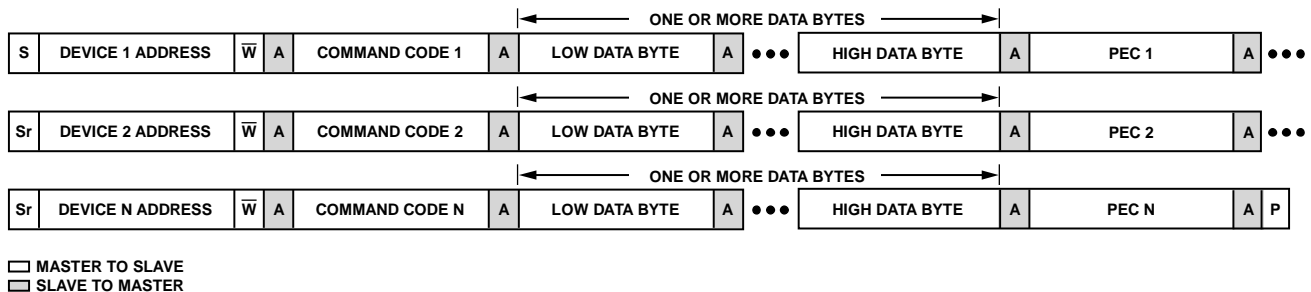 ONE OR MORE DATA BYTES
S DEVICE 1 ADDRESS W̅ A COMMAND CODE 1 A LOW DATA BYTE A ••• HIGH DATA BYTE A PEC 1 A •••
ONE OR MORE DATA BYTES
Sr DEVICE 2 ADDRESS W̅ A COMMAND CODE 2 A LOW DATA BYTE A ••• HIGH DATA BYTE A PEC 2 A •••
ONE OR MORE DATA BYTES
Sr DEVICE N ADDRESS W̅ A COMMAND CODE N A LOW DATA BYTE A ••• HIGH DATA BYTE A PEC N A P
MASTER TO SLAVE
SLAVE TO MASTER